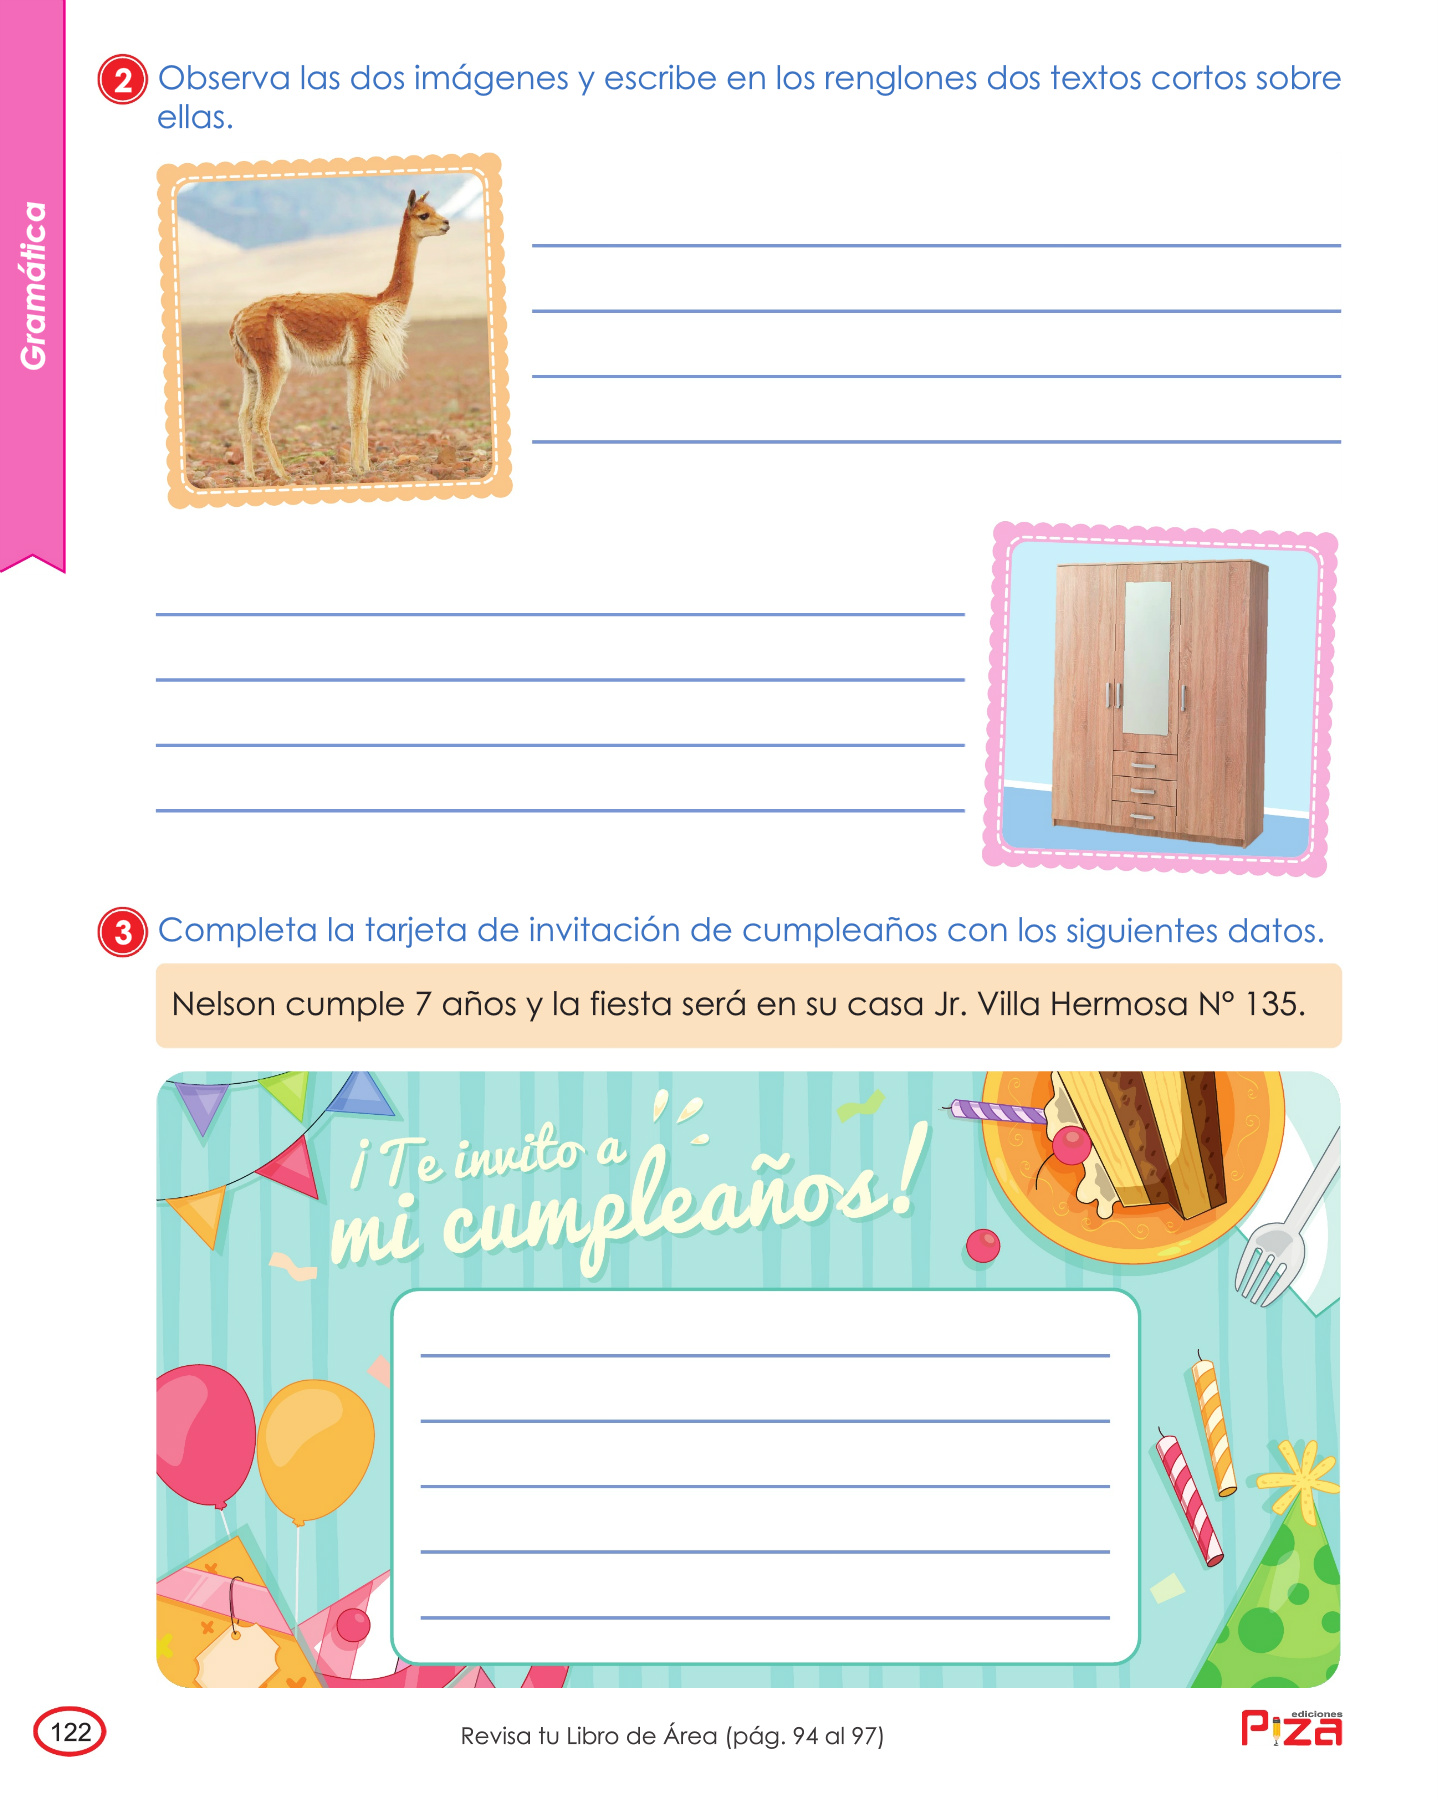 Gramática
2 Observa las dos imágenes y escribe en los renglones dos textos cortos sobre
ellas.
3 Completa la tarjeta de invitación de cumpleaños con los siguientes datos.
Nelson cumple 7 años y la fiesta será en su casa Jr. Villa Hermosa N° 135.
¡Te invito a
mi cumpleaños!
122
Revisa tu Libro de Área (pág. 94 al 97)
ediciones
Piza